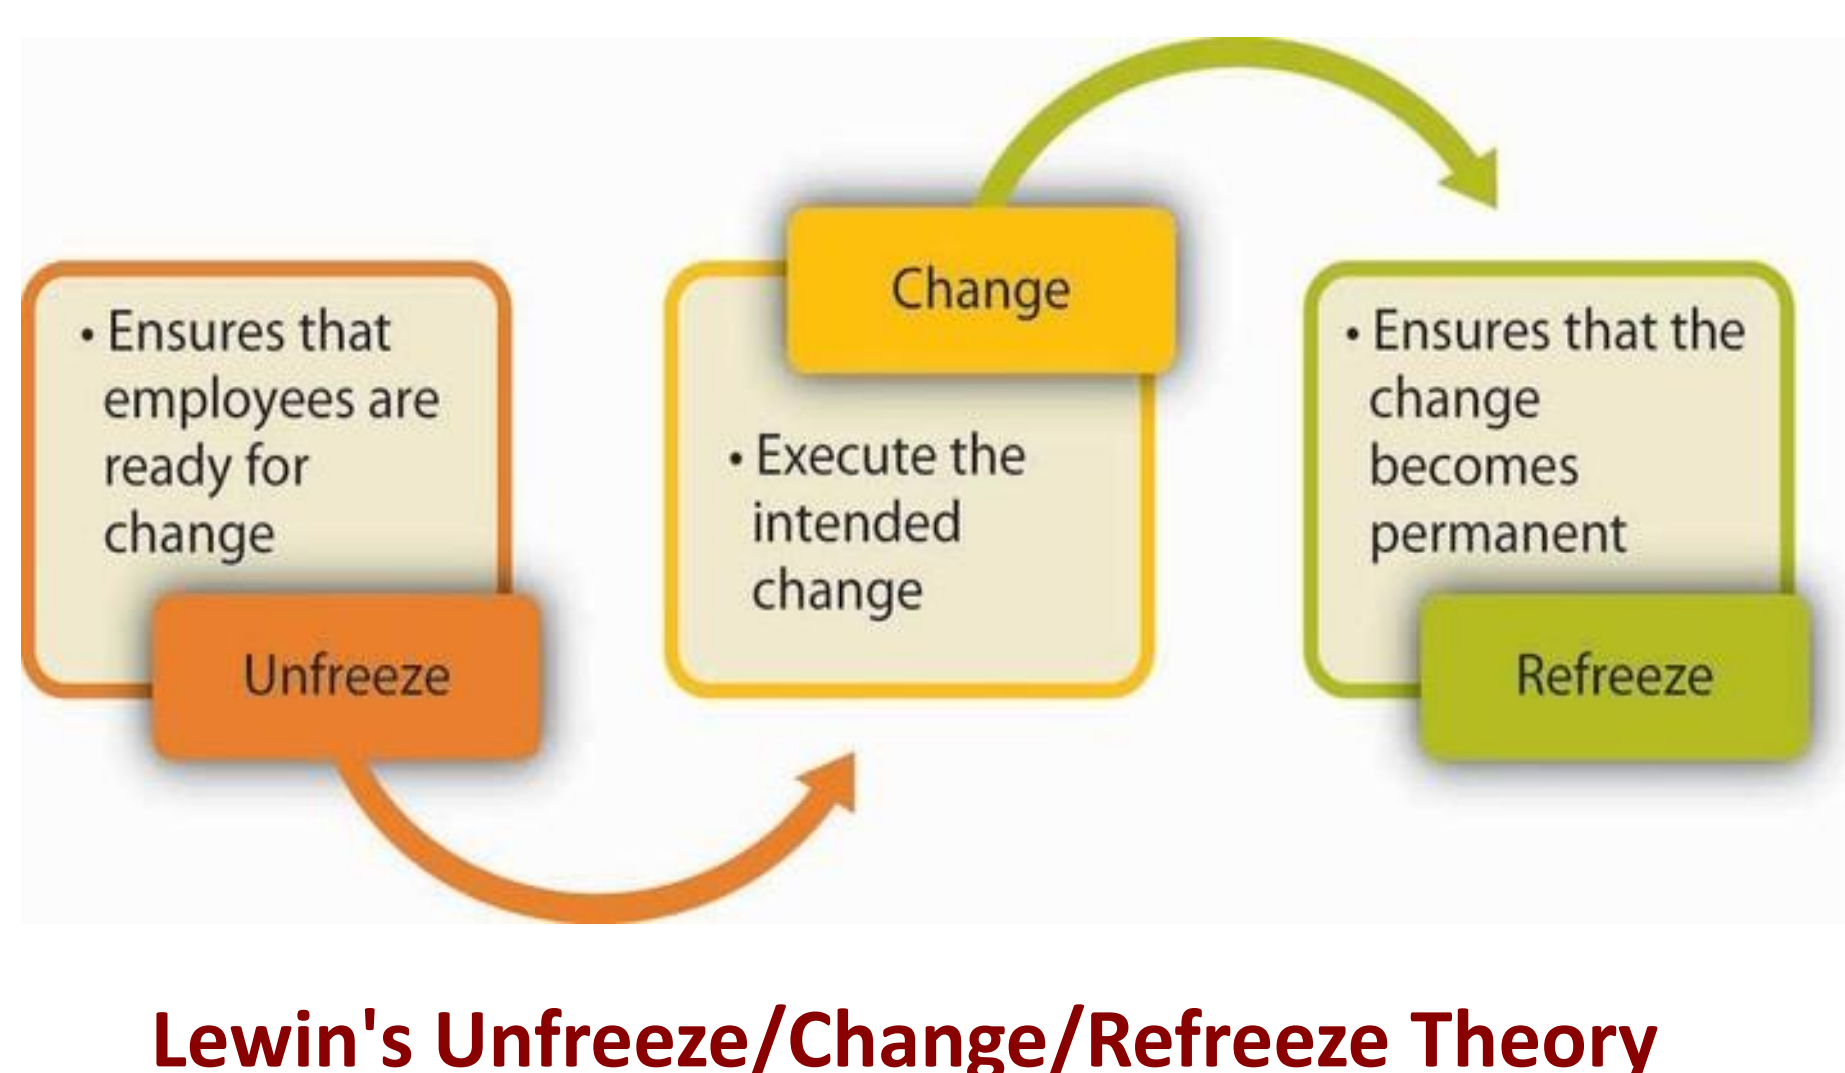 • Ensures that
employees are
ready for
change
Unfreeze
Change
• Execute the
intended
change
• Ensures that the
change
becomes
permanent
Refreeze
Lewin's Unfreeze/Change/Refreeze Theory